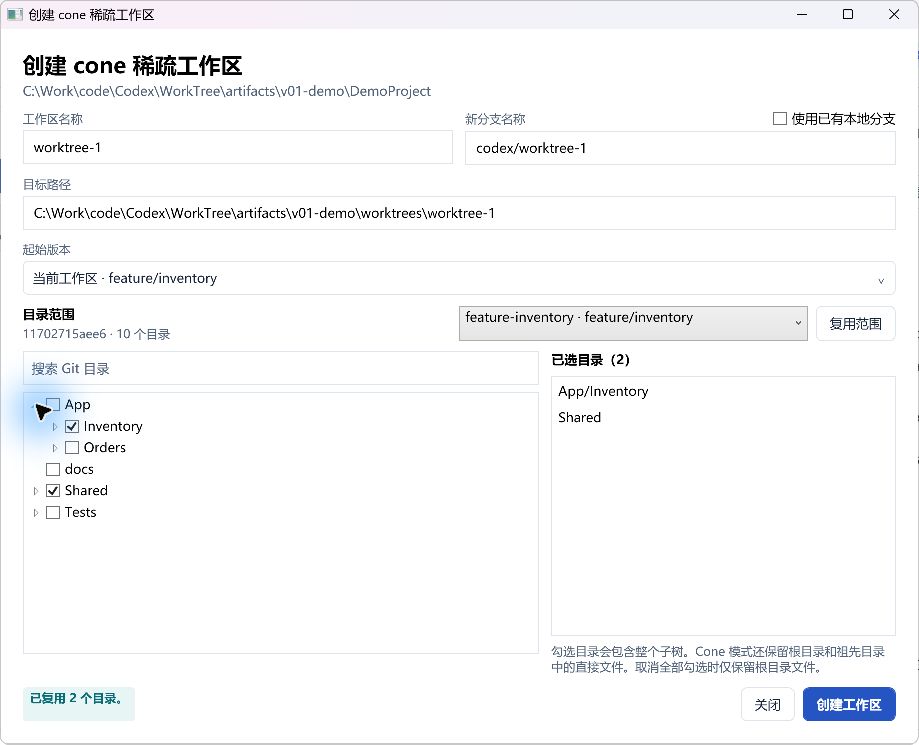 创建 cone 稀疏工作区
创建 cone 稀疏工作区
C:\Work\code\Codex\WorkTree\artifacts\v01-demo\DemoProject
工作区名称
worktree-1
新分支名称
使用已有本地分支
codex/worktree-1
目标路径
C:\Work\code\Codex\WorkTree\artifacts\v01-demo\worktrees\worktree-1
起始版本
当前工作区 · feature/inventory
目录范围
11702715aee6 · 10 个目录
feature-inventory · feature/inventory
复用范围
搜索 Git 目录
App
Inventory
Orders
docs
Shared
Tests
已选目录（2）
App/Inventory
Shared
勾选目录会包含整个子树。Cone 模式还保留根目录和祖先目录
中的直接文件。取消全部勾选时仅保留根目录文件。
已复用 2 个目录。
关闭
创建工作区